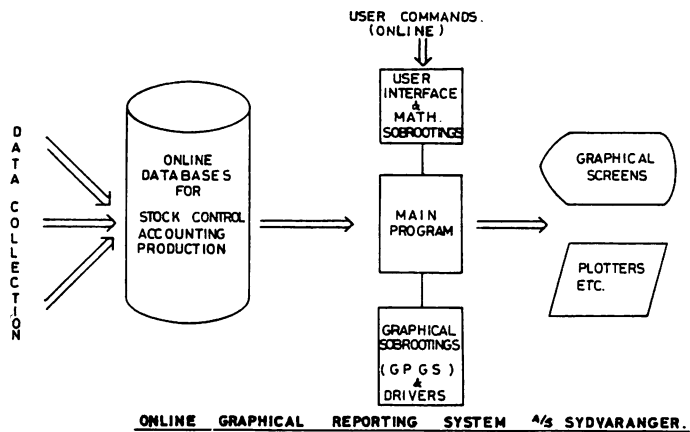 USER COMMANDS.
(ONLINE)
USER
INTERFACE
&
MATH.
SOBROOTINGS
DATA COLLECTION
ONLINE
DATABASES
FOR
STOCK CONTROL
ACCOUNTING
PRODUCTION
MAIN
PROGRAM
GRAPHICAL
SCREENS
PLOTTERS
ETC.
GRAPHICAL
SOBROOTINGS
(GPGS)
&
DRIVERS
ONLINE GRAPHICAL REPORTING SYSTEM A/S SYDVARANGER.